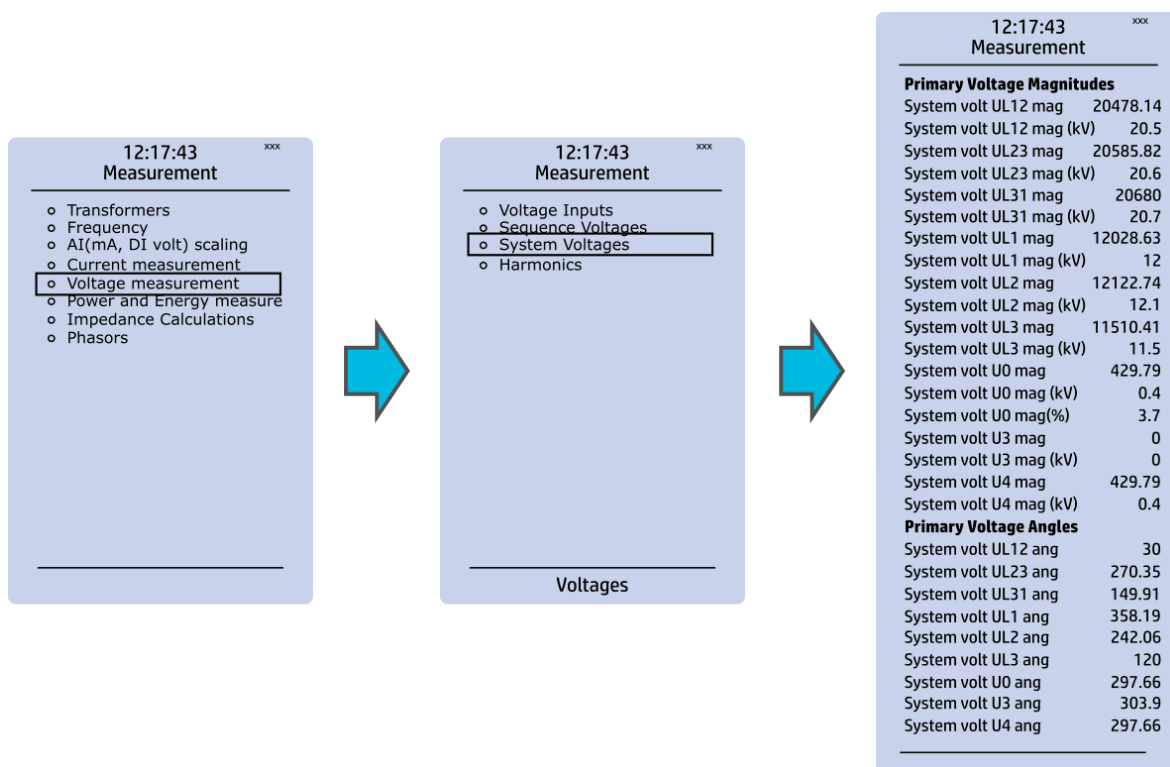 12:17:43 xxx
Measurement
Transformers
Frequency
AI(mA, DI volt) scaling
Current measurement
Voltage measurement
Power and Energy measure
Impedance Calculations
Phasors
12:17:43 xxx
Measurement
Voltage Inputs
Sequence Voltages
System Voltages
Harmonics
Voltages
12:17:43 xxx
Measurement
Primary Voltage Magnitudes
System volt UL12 mag 20478.14
System volt UL12 mag (kV) 20.5
System volt UL23 mag 20585.82
System volt UL23 mag (kV) 20.6
System volt UL31 mag 20680
System volt UL31 mag (kV) 20.7
System volt UL1 mag 12028.63
System volt UL1 mag (kV) 12
System volt UL2 mag 12122.74
System volt UL2 mag (kV) 12.1
System volt UL3 mag 11510.41
System volt UL3 mag (kV) 11.5
System volt U0 mag 429.79
System volt U0 mag (kV) 0.4
System volt U0 mag(%) 3.7
System volt U3 mag 0
System volt U3 mag (kV) 0
System volt U4 mag 429.79
System volt U4 mag (kV) 0.4
Primary Voltage Angles
System volt UL12 ang 30
System volt UL23 ang 270.35
System volt UL31 ang 149.91
System volt UL1 ang 358.19
System volt UL2 ang 242.06
System volt UL3 ang 120
System volt U0 ang 297.66
System volt U3 ang 303.9
System volt U4 ang 297.66